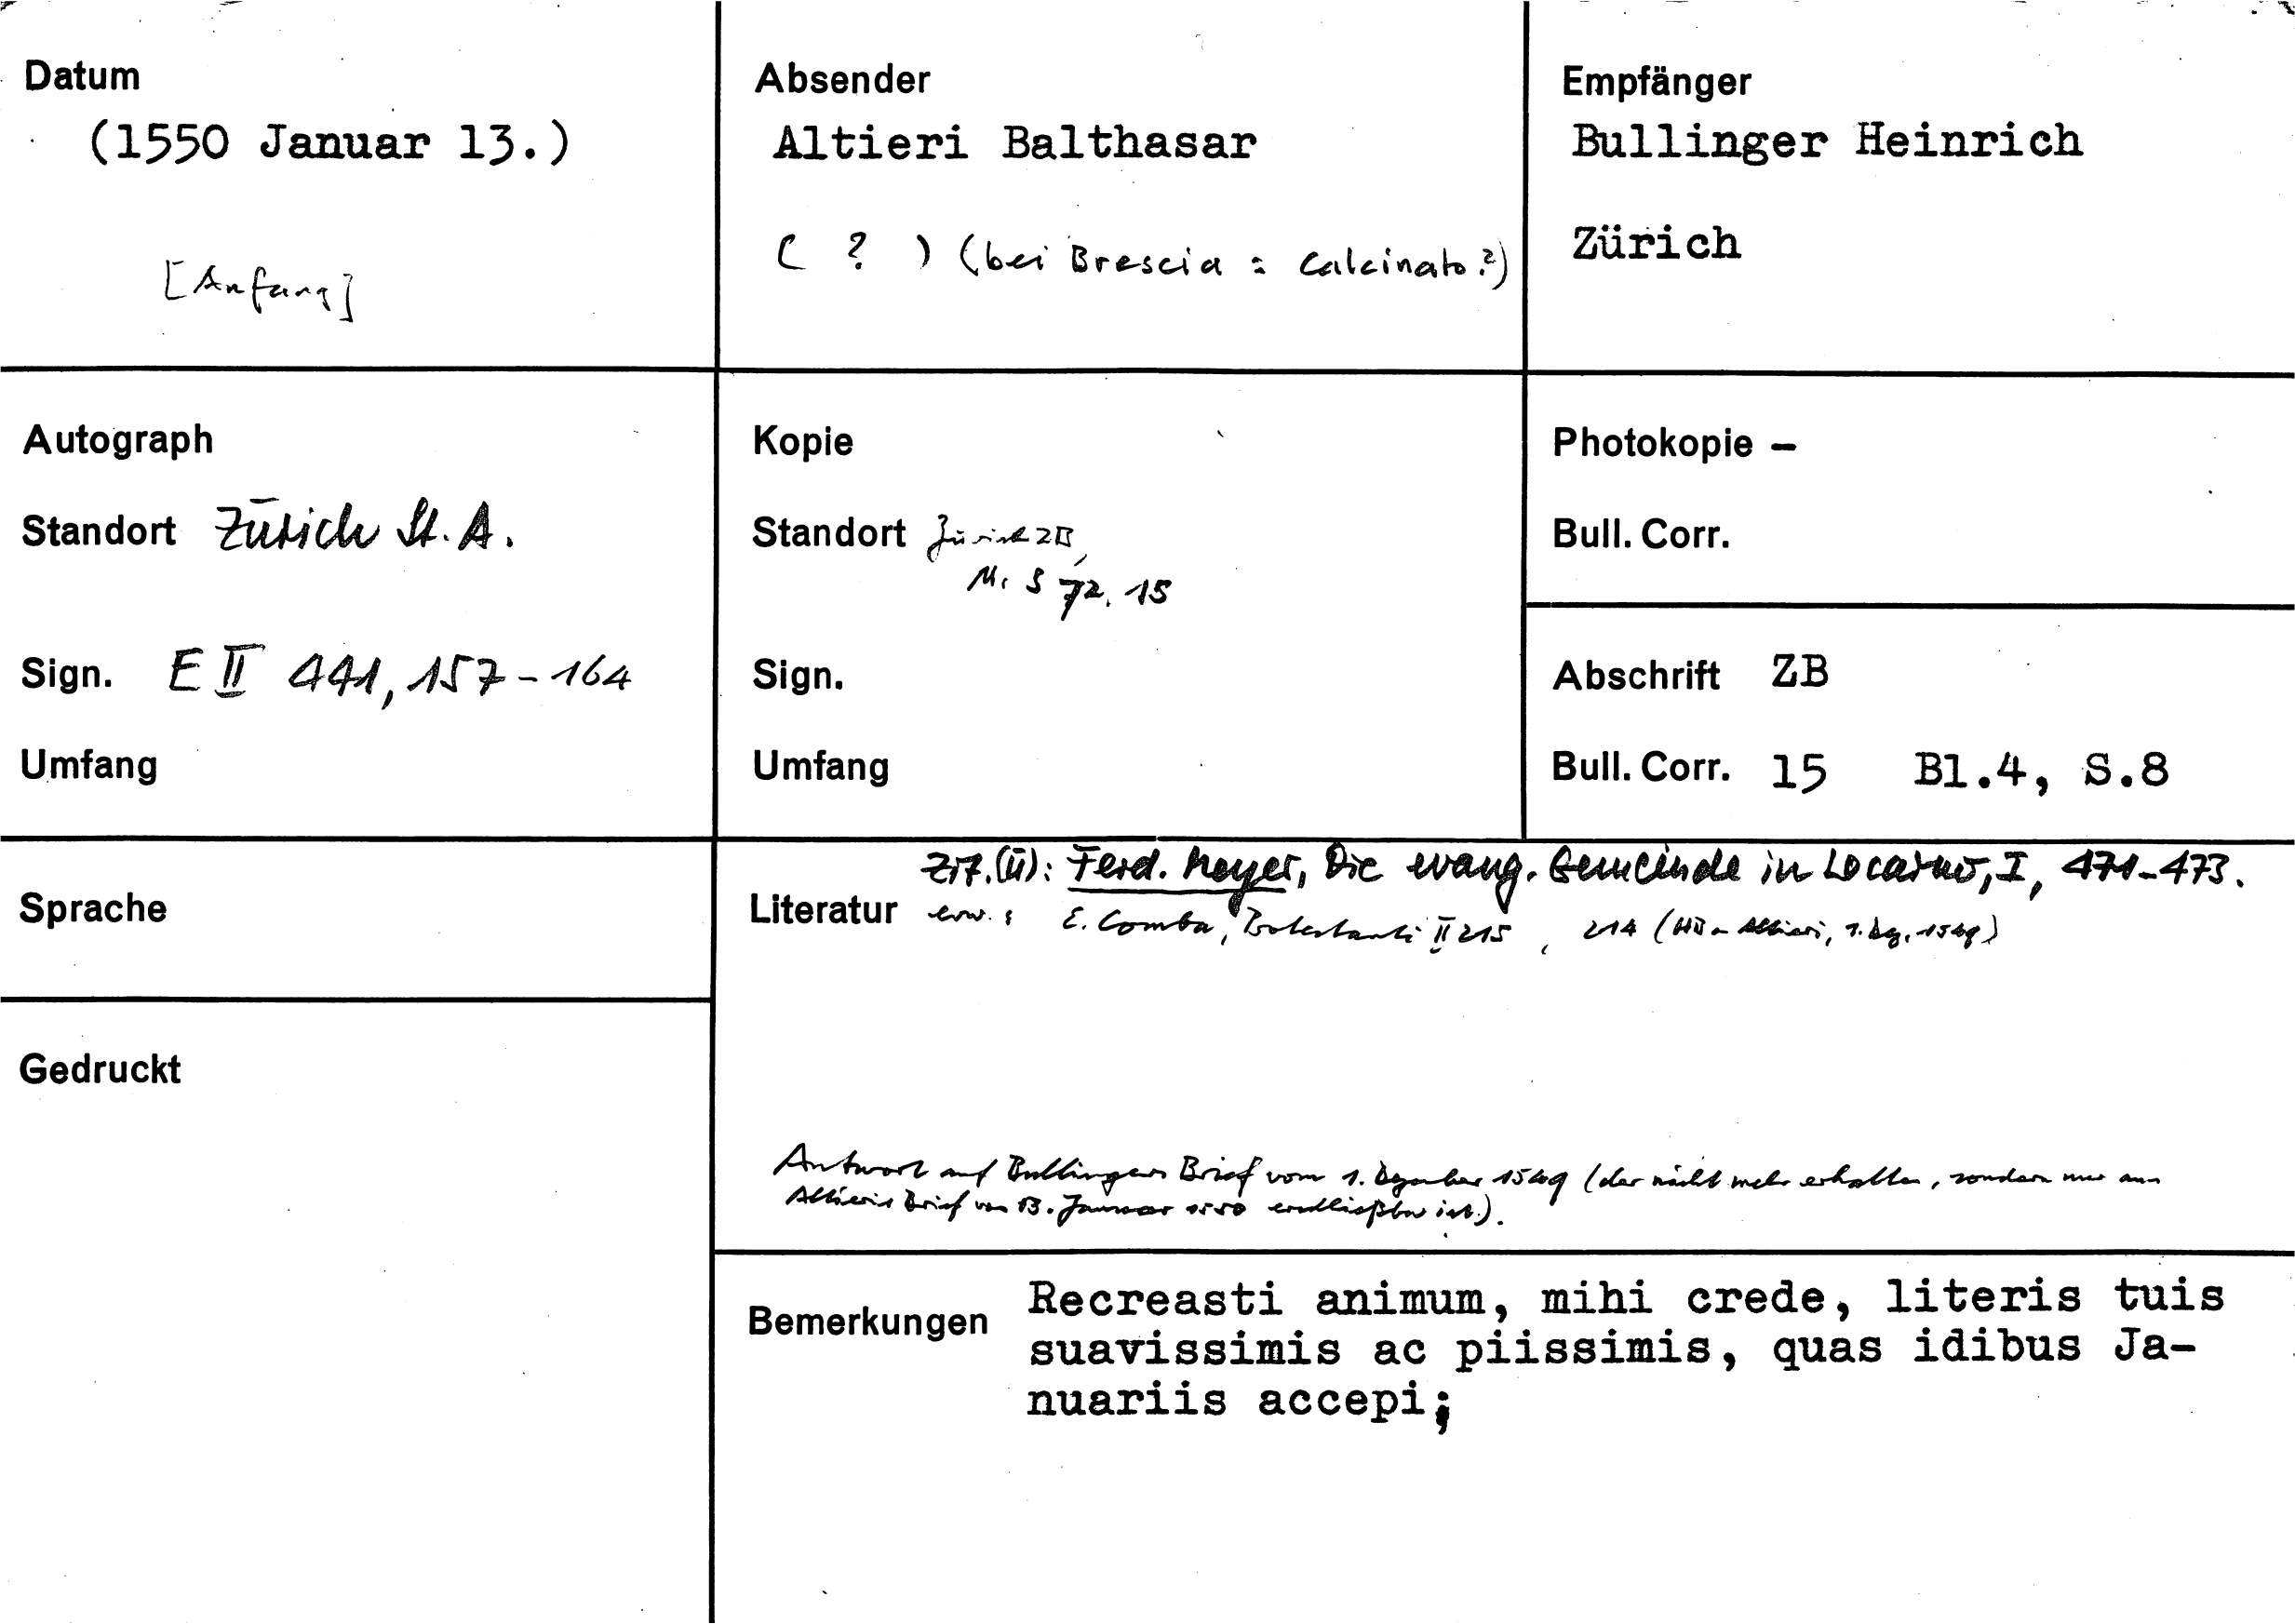 Datum
(1550 Januar 13.)
[Anfang]
Absender
Altieri Balthasar
( ? ) (bei Brescia = Calcinato?)
Empfänger
Bullinger Heinrich
Zürich
Autograph
Standort Zürich St. A.
Sign. E II 441, 157-164
Umfang
Kopie
Standort Zürich ZB,
Ms S 72, 15
Sign.
Umfang
Photokopie –
Bull. Corr.
Abschrift ZB
Bull. Corr. 15 Bl.4, S.8
Sprache
Gedruckt
zit. (ü): Ferd. Meyer, Die evang. Gemeinde in Locarno, I, 471-473.
Literatur erw.: E. Comba, Protestanti II 215, 214 (HB - Altieri, 1. Dez. 1549)
Antwort auf Bullingers Brief vom 1. Dezember 1549 (der nicht mehr erhalten, sondern nur aus
Altieris Brief von 13. Januar 1550 erschließbar ist).
Bemerkungen Recreasti animum, mihi crede, literis tuis
suavissimis ac piissimis, quas idibus Ja-
nuariis accepi;